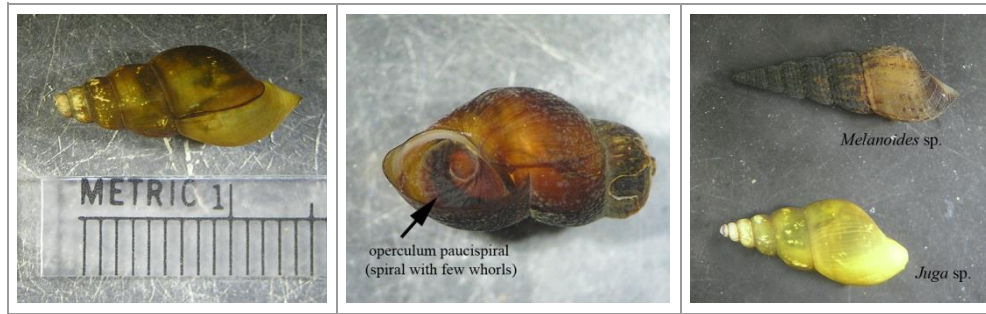 METRIC 1
operculum paucispiral
(spiral with few whorls)
Melanoides sp.
Juga sp.